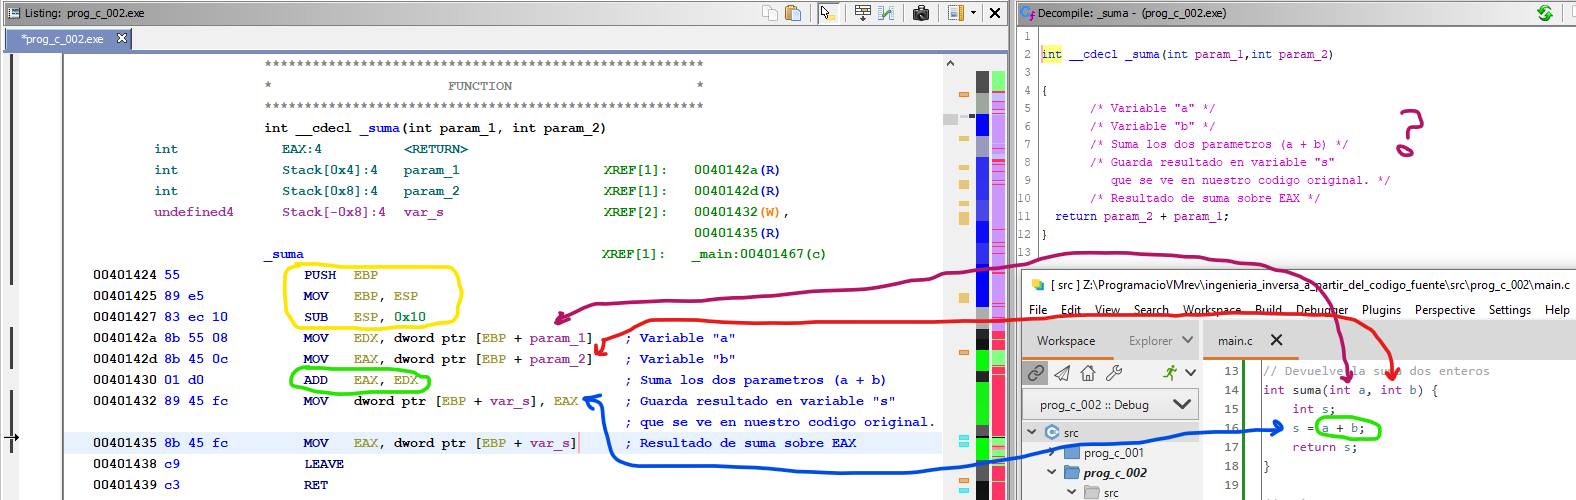 Listing: prog_c_002.exe
*prog_c_002.exe
******************************************************
* FUNCTION *
******************************************************
int __cdecl _suma(int param_1, int param_2)
int EAX:4 <RETURN>
int Stack[0x4]:4 param_1 XREF[1]: 0040142a(R)
int Stack[0x8]:4 param_2 XREF[1]: 0040142d(R)
undefined4 Stack[-0x8]:4 var_s XREF[2]: 00401432(W),
00401435(R)
_suma XREF[1]: _main:00401467(c)
00401424 55 PUSH EBP
00401425 89 e5 MOV EBP, ESP
00401427 83 ec 10 SUB ESP, 0x10
0040142a 8b 55 08 MOV EDX, dword ptr [EBP + param_1] ; Variable "a"
0040142d 8b 45 0c MOV EAX, dword ptr [EBP + param_2] ; Variable "b"
00401430 01 d0 ADD EAX, EDX ; Suma los dos parametros (a + b)
00401432 89 45 fc MOV dword ptr [EBP + var_s], EAX ; Guarda resultado en variable "s"
; que se ve en nuestro codigo original.
00401435 8b 45 fc MOV EAX, dword ptr [EBP + var_s] ; Resultado de suma sobre EAX
00401438 c9 LEAVE
00401439 c3 RET
Decompile: _suma - (prog_c_002.exe)
1
2 int __cdecl _suma(int param_1,int param_2)
3
4 {
5 /* Variable "a" */
6 /* Variable "b" */
7 /* Suma los dos parametros (a + b) */
8 /* Guarda resultado en variable "s"
9 que se ve en nuestro codigo original. */
10 /* Resultado de suma sobre EAX */
11 return param_2 + param_1;
12 }
13
?
[ src ] Z:\ProgramacioVMrev\ingenieria_inversa_a_partir_del_codigo_fuente\src\prog_c_002\main.c
File Edit View Search Workspace Build Debugger Plugins Perspective Settings Help
Workspace Explorer
prog_c_002 :: Debug
src
prog_c_001
prog_c_002
src
main.c
13 // Devuelve la suma dos enteros
14 int suma(int a, int b) {
15 int s;
16 s = a + b;
17 return s;
18 }
19